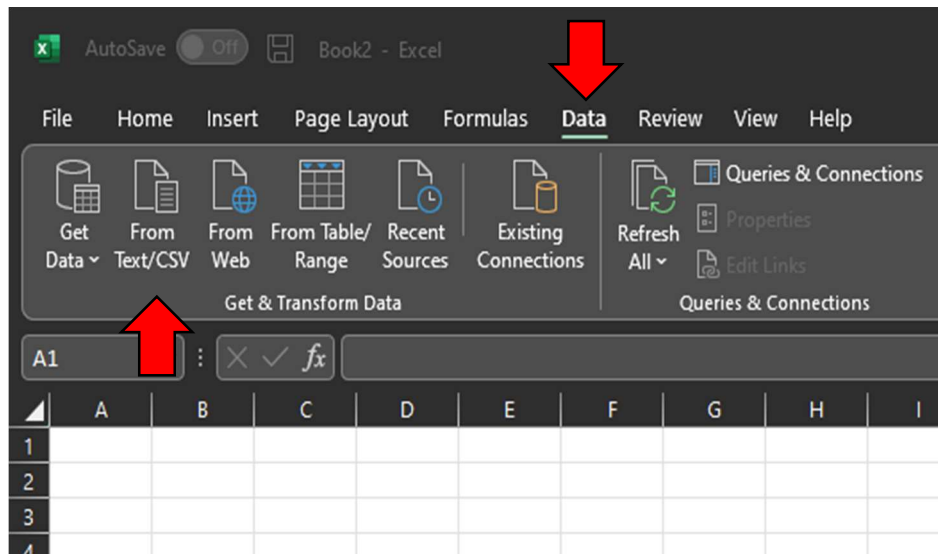 AutoSave Off Book2 - Excel
File Home Insert Page Layout Formulas Data Review View Help
Get Data
From Text/CSV
From Web
From Table/ Range
Recent Sources
Existing Connections
Refresh All
Queries & Connections
Properties
Edit Links
Get & Transform Data
Queries & Connections
A1 fx
A B C D E F G H I
1
2
3
4